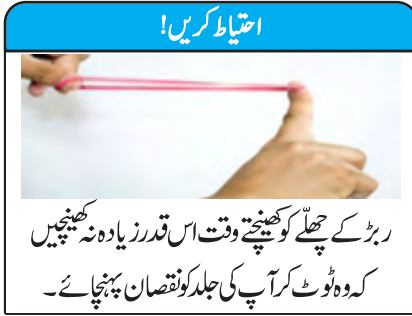 احتیاط کریں!
ربڑ کے چھلّے کو کھینچتے وقت اس قدر زیادہ نہ کھینچیں
کہ وہ ٹوٹ کر آپ کی جلد کو نقصان پہنچائے۔